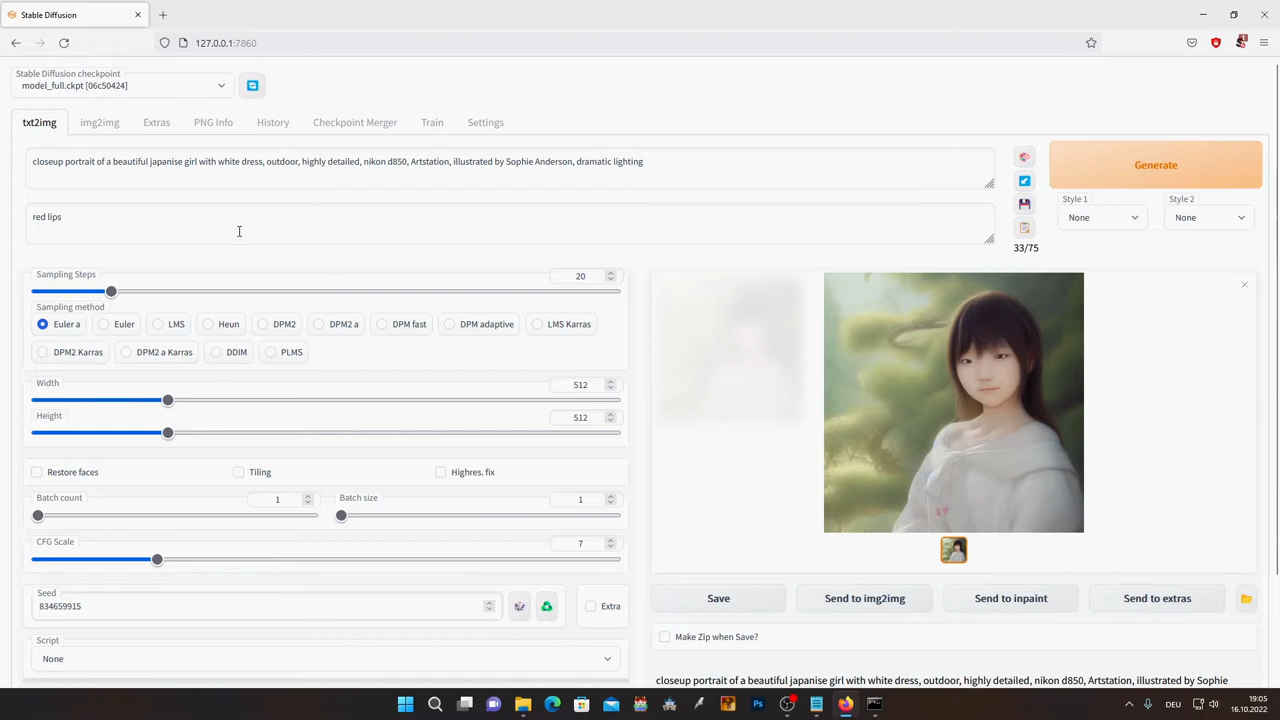 Stable Diffusion
127.0.0.1:7860
Stable Diffusion checkpoint
model_full.ckpt [06c50424]
txt2img
img2img
Extras
PNG Info
History
Checkpoint Merger
Train
Settings
closeup portrait of a beautiful japanise girl with white dress, outdoor, highly detailed, nikon d850, Artstation, illustrated by Sophie Anderson, dramatic lighting
Generate
Style 1
Style 2
red lips
None
None
33/75
Sampling Steps
20
Sampling method
Euler a
Euler
LMS
Heun
DPM2
DPM2 a
DPM fast
DPM adaptive
LMS Karras
DPM2 Karras
DPM2 a Karras
DDIM
PLMS
Width
512
Height
512
Restore faces
Tiling
Highres. fix
Batch count
1
Batch size
1
CFG Scale
7
Seed
834659915
Extra
Script
None
Save
Send to img2img
Send to inpaint
Send to extras
Make Zip when Save?
closeup portrait of a beautiful japanise girl with white dress, outdoor, highly detailed, nikon d850, Artstation, illustrated by Sophie
DEU
19:05
16.10.2022